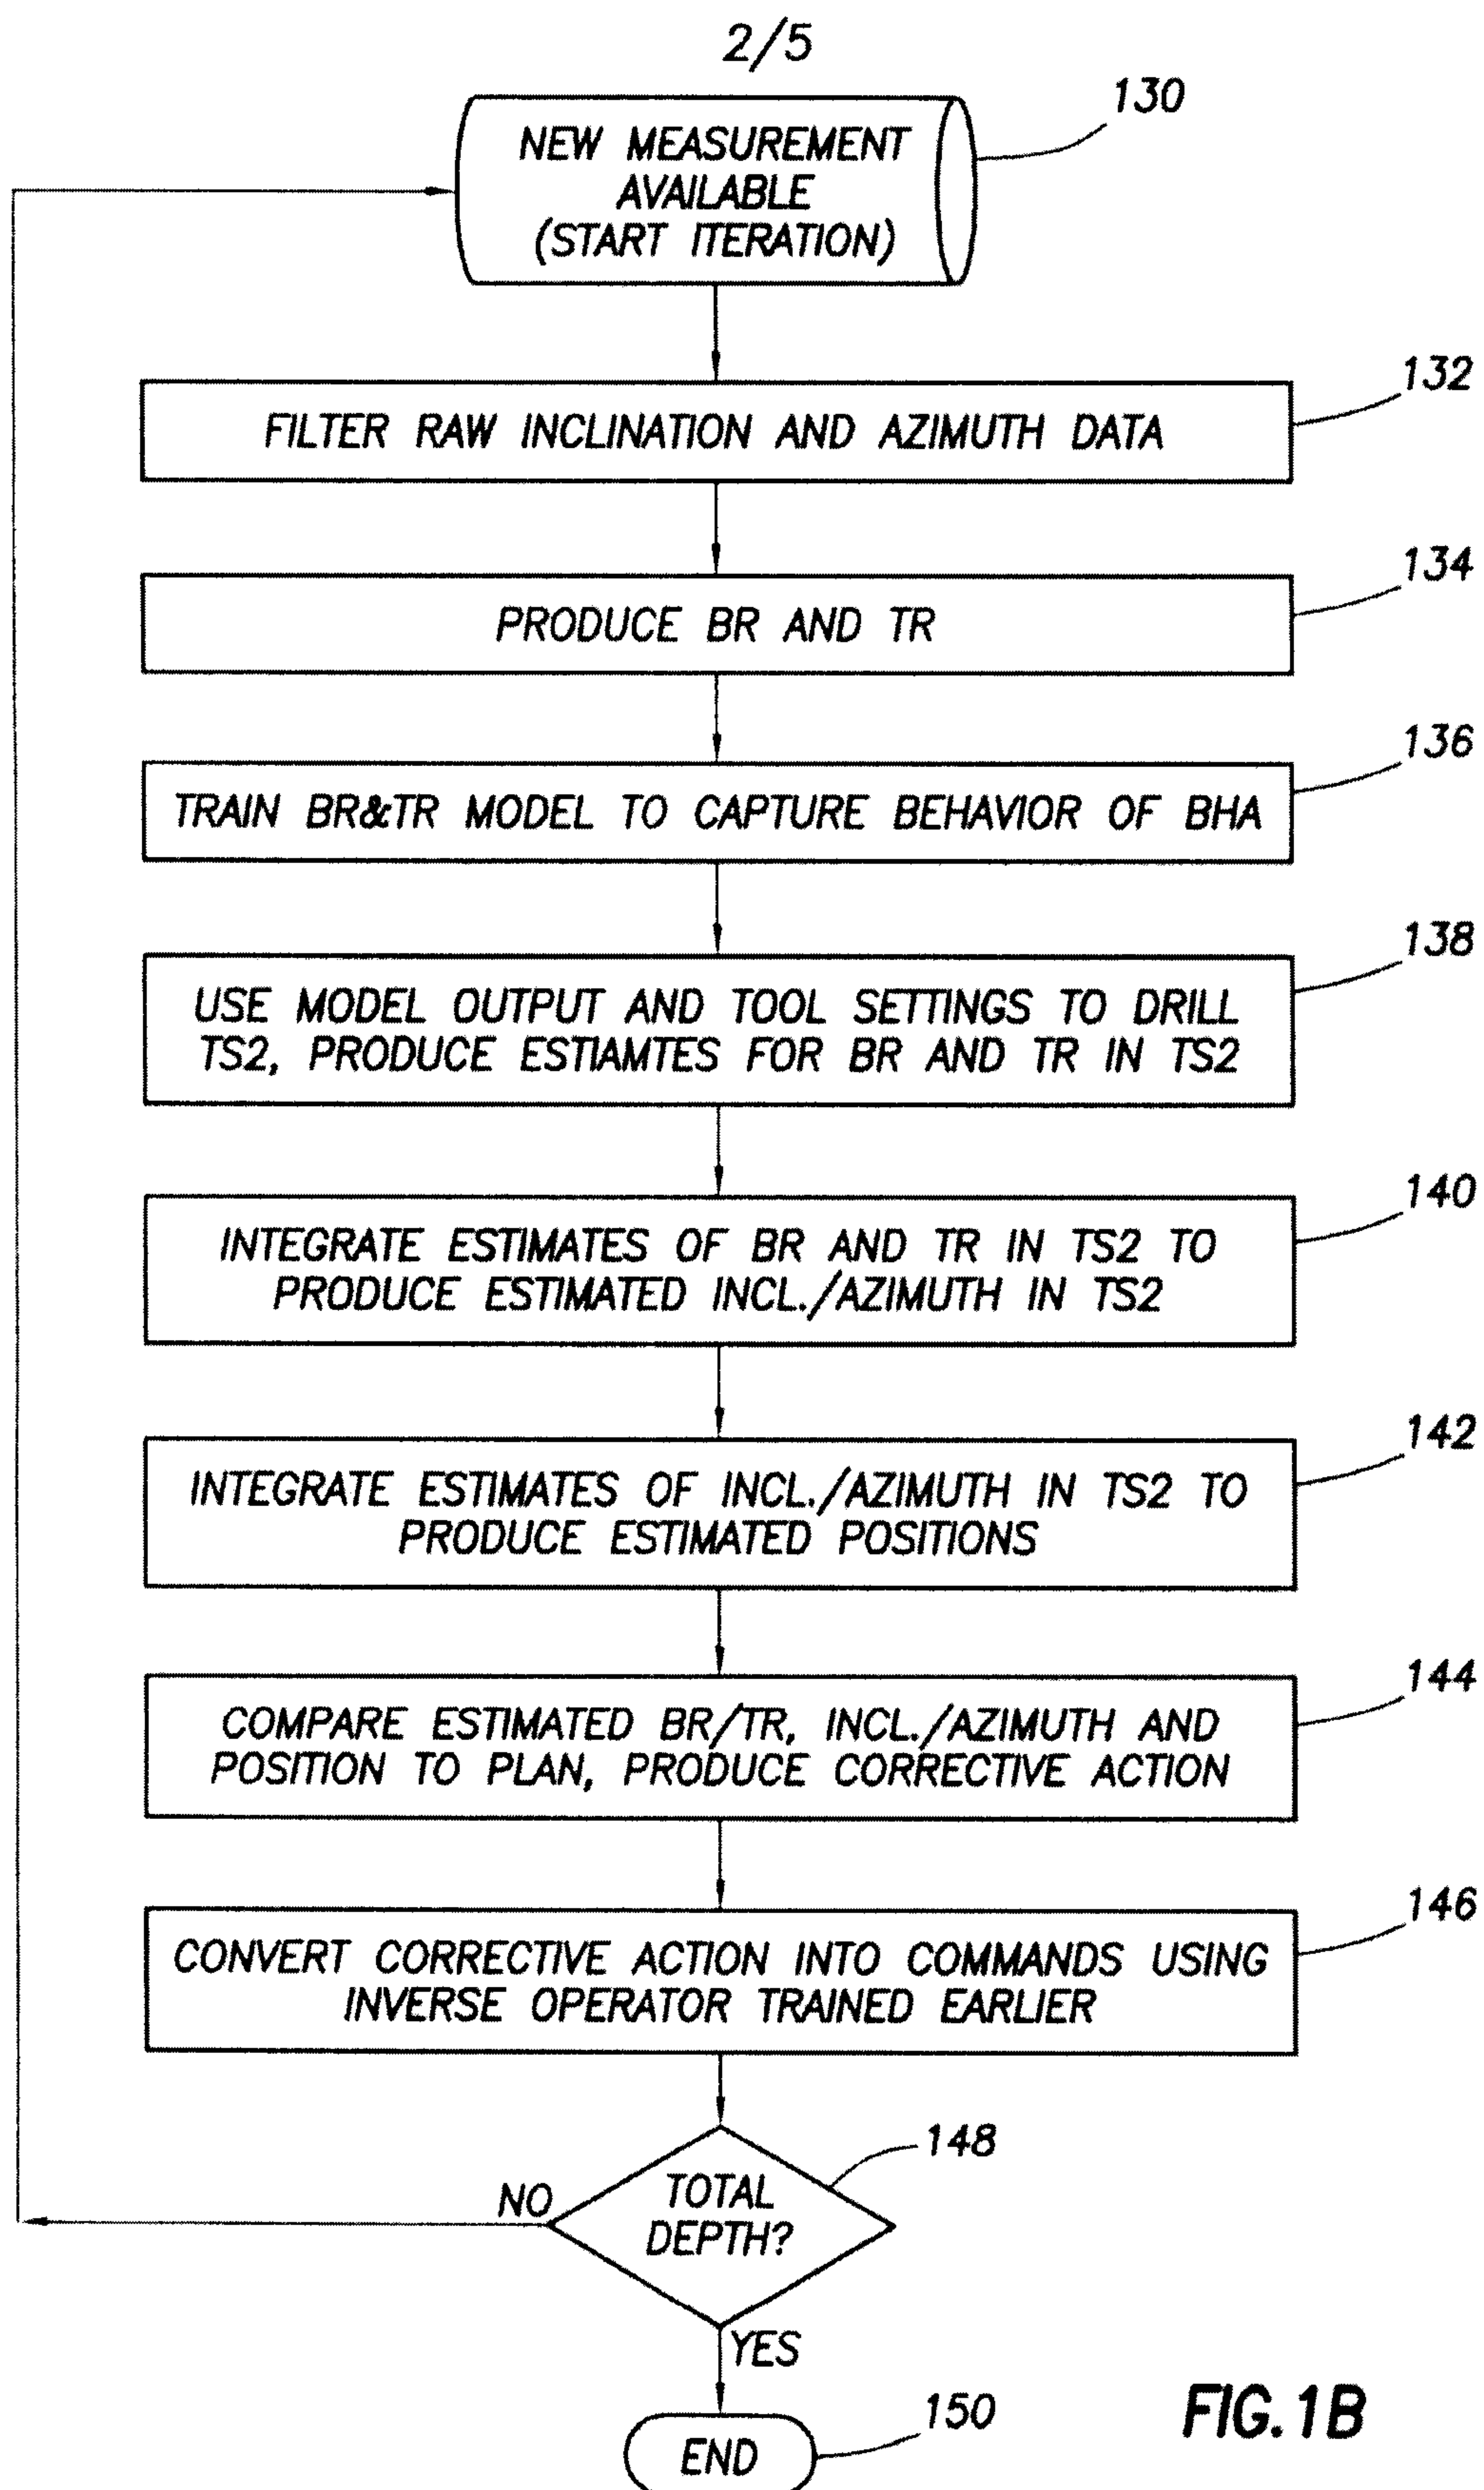 2/5
130
NEW MEASUREMENT
AVAILABLE
(START ITERATION)
132
FILTER RAW INCLINATION AND AZIMUTH DATA
134
PRODUCE BR AND TR
136
TRAIN BR&TR MODEL TO CAPTURE BEHAVIOR OF BHA
138
USE MODEL OUTPUT AND TOOL SETTINGS TO DRILL
TS2, PRODUCE ESTIAMTES FOR BR AND TR IN TS2
140
INTEGRATE ESTIMATES OF BR AND TR IN TS2 TO
PRODUCE ESTIMATED INCL./AZIMUTH IN TS2
142
INTEGRATE ESTIMATES OF INCL./AZIMUTH IN TS2 TO
PRODUCE ESTIMATED POSITIONS
144
COMPARE ESTIMATED BR/TR, INCL./AZIMUTH AND
POSITION TO PLAN, PRODUCE CORRECTIVE ACTION
146
CONVERT CORRECTIVE ACTION INTO COMMANDS USING
INVERSE OPERATOR TRAINED EARLIER
148
NO
TOTAL
DEPTH?
YES
150
END
FIG.1B